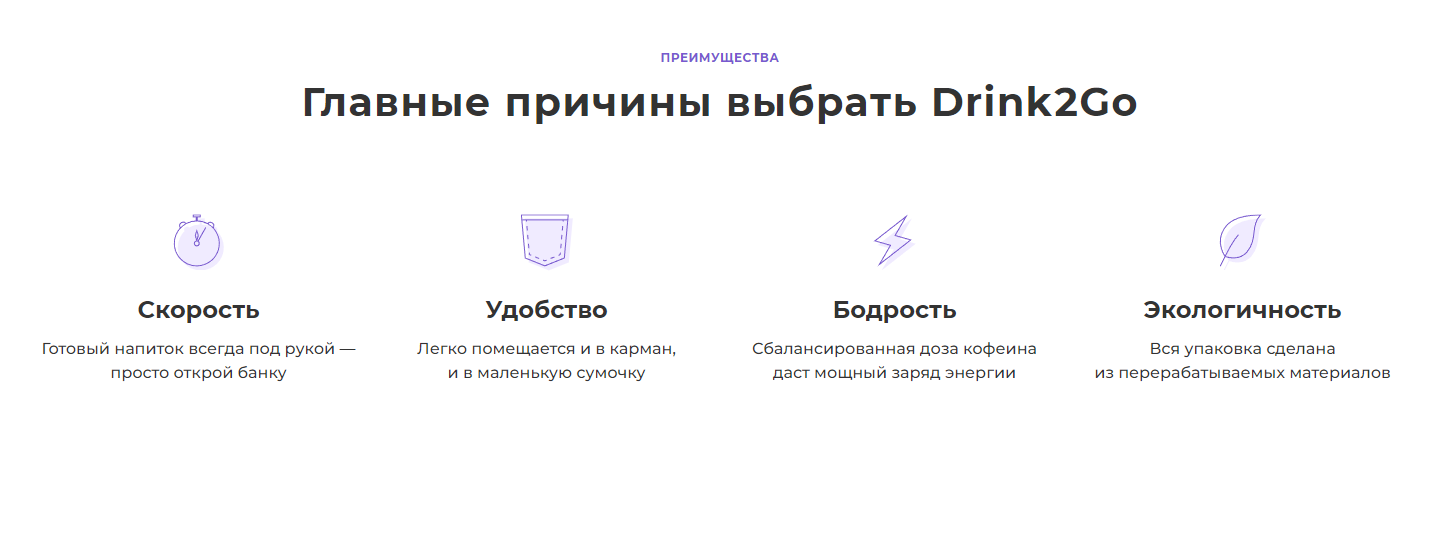 ПРЕИМУЩЕСТВА
Главные причины выбрать Drink2Go
Скорость
Готовый напиток всегда под рукой —
просто открой банку
Удобство
Легко помещается и в карман,
и в маленькую сумочку
Бодрость
Сбалансированная доза кофеина
даст мощный заряд энергии
Экологичность
Вся упаковка сделана
из перерабатываемых материалов